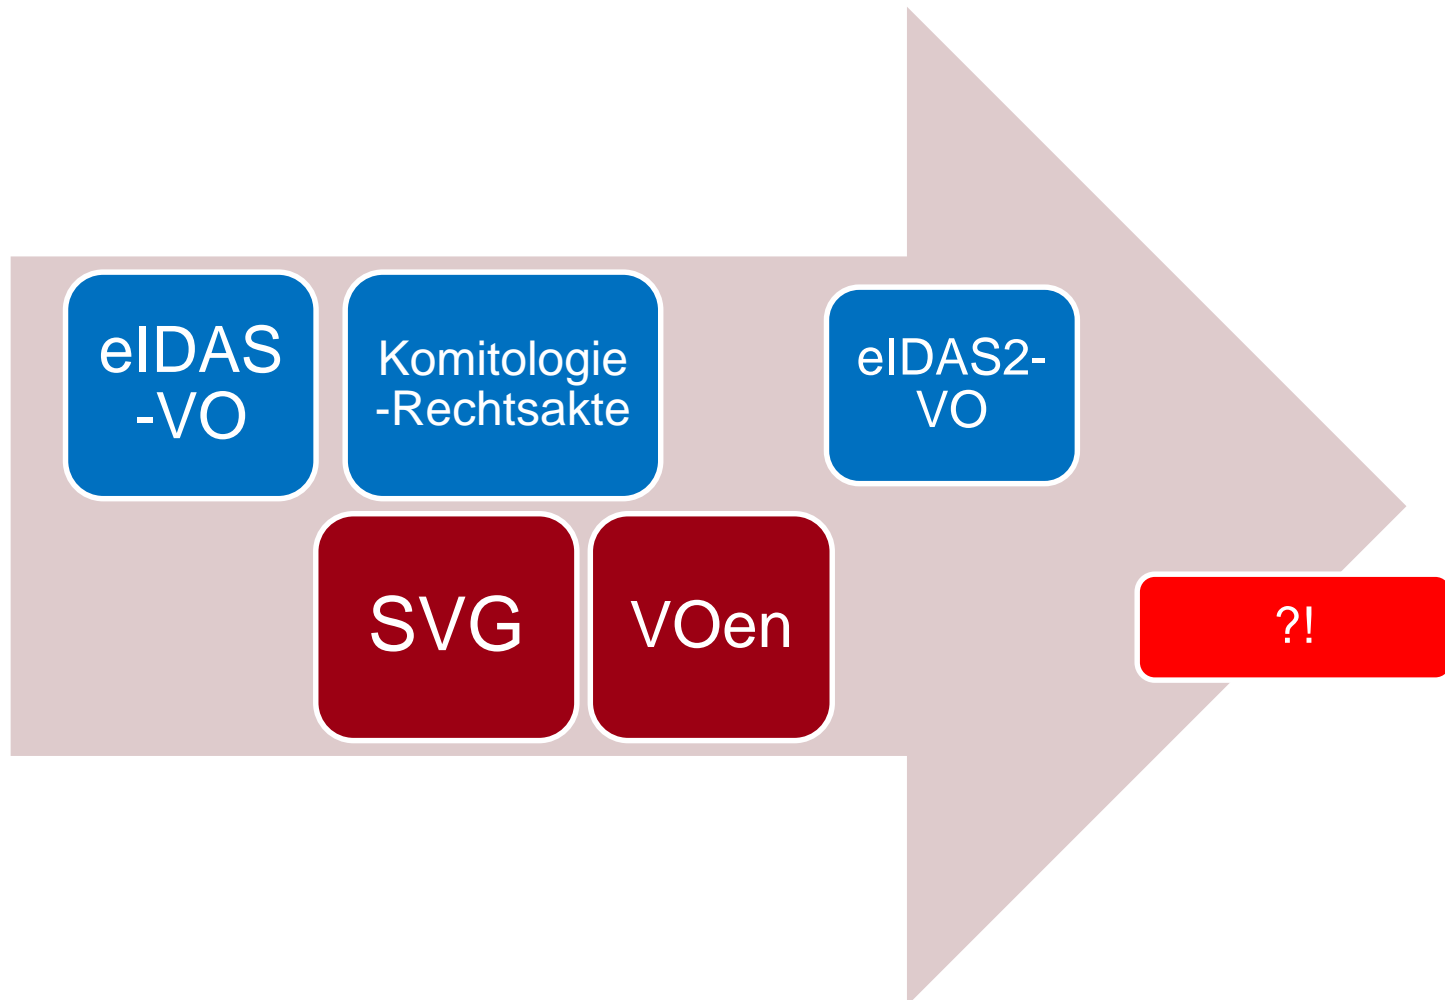 eIDAS
-VO
Komitologie
-Rechtsakte
eIDAS2-
VO
SVG
VOen
?!